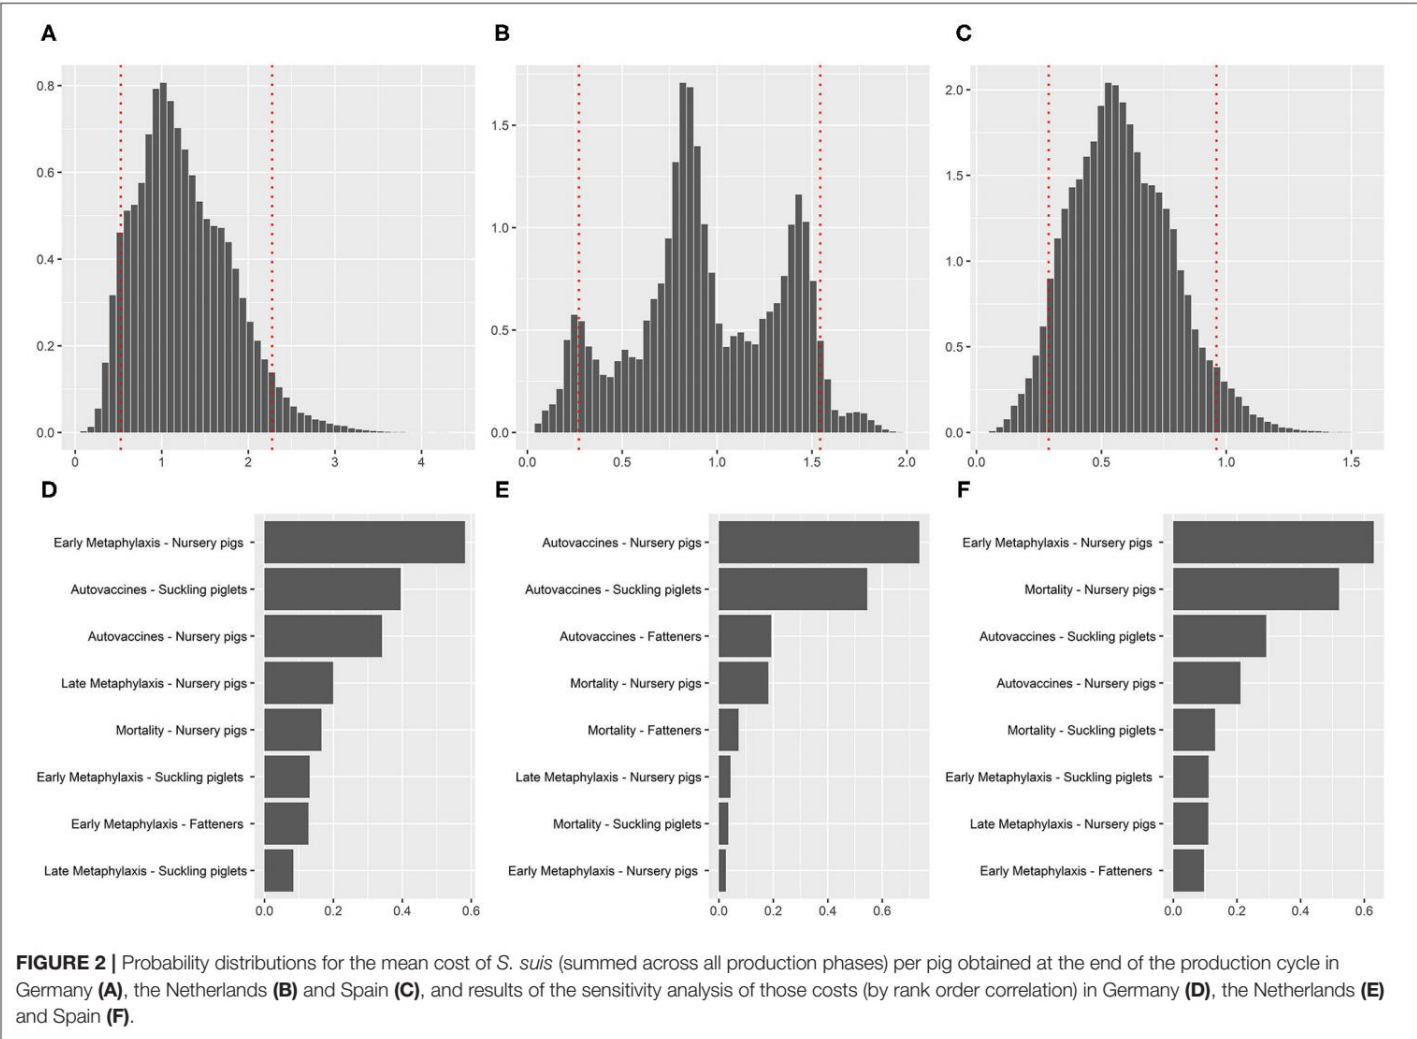 A
B
C
0.8
0.6
0.4
0.2
0.0
0 1 2 3 4
1.5
1.0
0.5
0.0
0.0 0.5 1.0 1.5 2.0
2.0
1.5
1.0
0.5
0.0
0.0 0.5 1.0 1.5
D
Early Metaphylaxis - Nursery pigs
Autovaccines - Suckling piglets
Autovaccines - Nursery pigs
Late Metaphylaxis - Nursery pigs
Mortality - Nursery pigs
Early Metaphylaxis - Suckling piglets
Early Metaphylaxis - Fatteners
Late Metaphylaxis - Suckling piglets
0.0 0.2 0.4 0.6
E
Autovaccines - Nursery pigs
Autovaccines - Suckling piglets
Autovaccines - Fatteners
Mortality - Nursery pigs
Mortality - Fatteners
Late Metaphylaxis - Nursery pigs
Mortality - Suckling piglets
Early Metaphylaxis - Nursery pigs
0.0 0.2 0.4 0.6
F
Early Metaphylaxis - Nursery pigs
Mortality - Nursery pigs
Autovaccines - Suckling piglets
Autovaccines - Nursery pigs
Mortality - Suckling piglets
Early Metaphylaxis - Suckling piglets
Late Metaphylaxis - Nursery pigs
Early Metaphylaxis - Fatteners
0.0 0.2 0.4 0.6
FIGURE 2 | Probability distributions for the mean cost of S. suis (summed across all production phases) per pig obtained at the end of the production cycle in
Germany (A), the Netherlands (B) and Spain (C), and results of the sensitivity analysis of those costs (by rank order correlation) in Germany (D), the Netherlands (E)
and Spain (F).